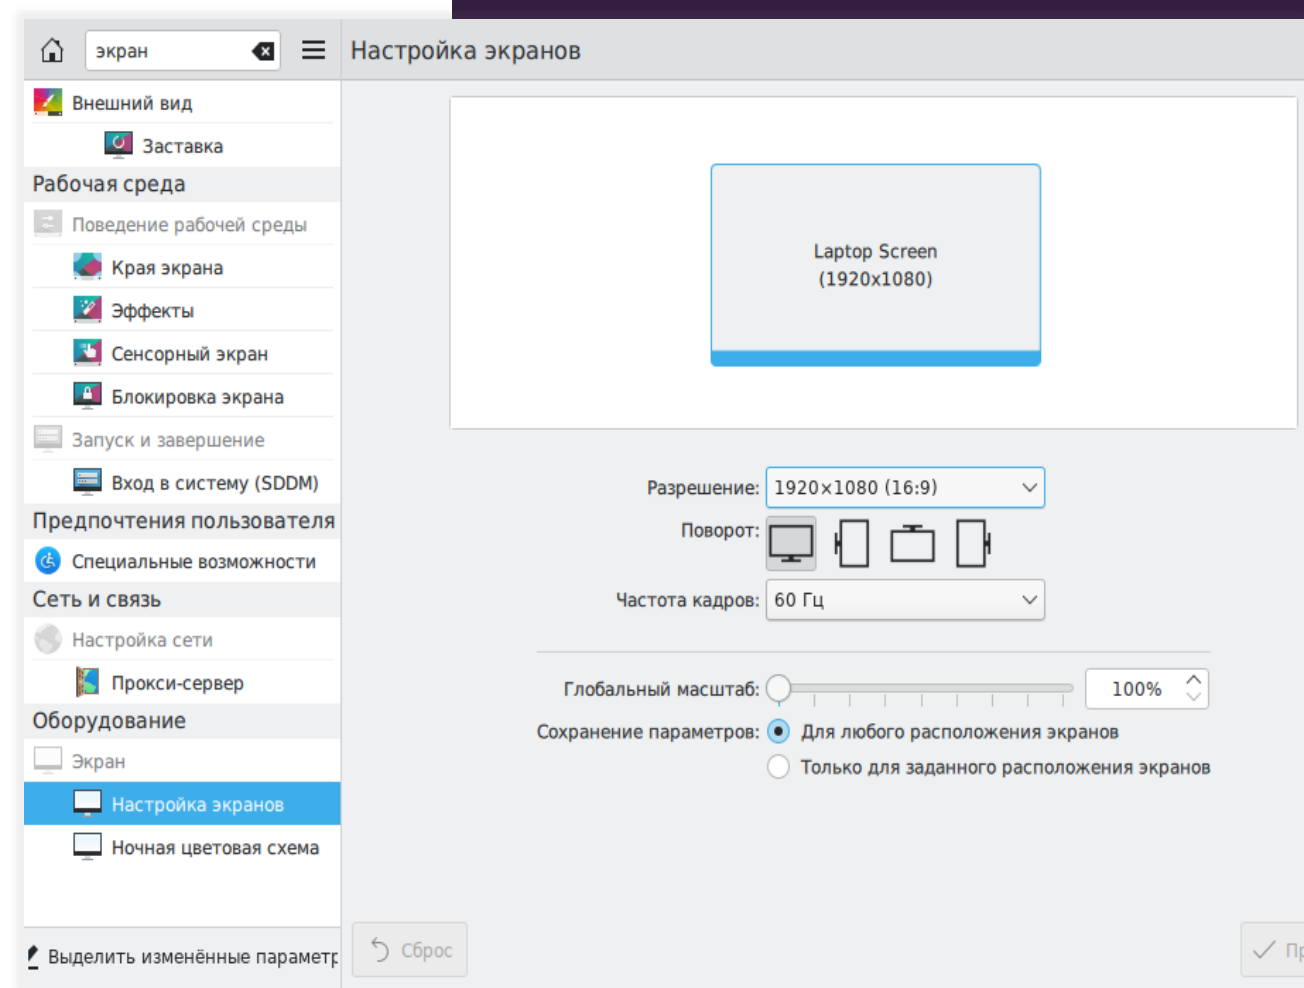 экран
Настройка экранов
Внешний вид
Заставка
Рабочая среда
Поведение рабочей среды
Края экрана
Эффекты
Сенсорный экран
Блокировка экрана
Запуск и завершение
Вход в систему (SDDM)
Предпочтения пользователя
Специальные возможности
Сеть и связь
Настройка сети
Прокси-сервер
Оборудование
Экран
Настройка экранов
Ночная цветовая схема
Выделить изменённые параметр
Laptop Screen
(1920x1080)
Разрешение: 1920×1080 (16:9)
Поворот:
Частота кадров: 60 Гц
Глобальный масштаб: 100%
Сохранение параметров: Для любого расположения экранов
Только для заданного расположения экранов
Сброс
Пр